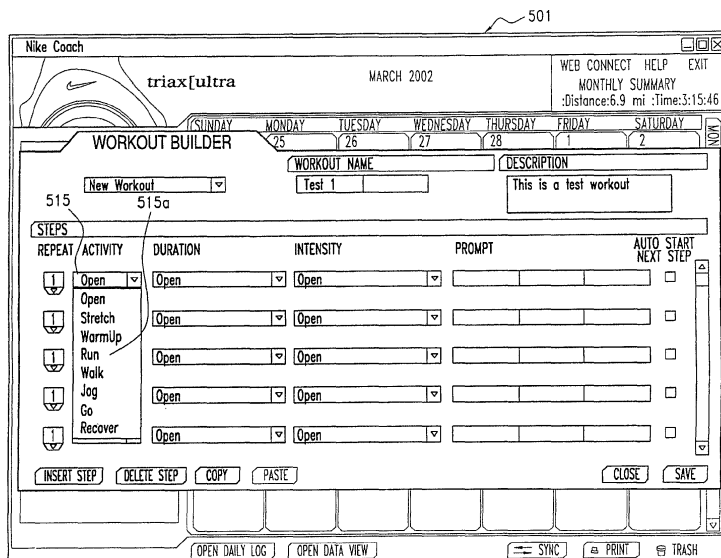 501
Nike Coach
triax[ultra
MARCH 2002
WEB CONNECT HELP EXIT
MONTHLY SUMMARY
:Distance:6.9 mi :Time:3:15:46
SUNDAY MONDAY TUESDAY WEDNESDAY THURSDAY FRIDAY SATURDAY
MON
WORKOUT BUILDER
25 26 27 28 1 2
WORKOUT NAME
DESCRIPTION
New Workout
Test 1
This is a test workout
515
515a
STEPS
REPEAT ACTIVITY DURATION INTENSITY PROMPT AUTO START NEXT STEP
1 Open Open Open
Open
Stretch
1 Open Open
WarmUp
Run
1 Open Open
Walk
Jog
1 Open Open
Go
Recover
1 Open Open
INSERT STEP DELETE STEP COPY PASTE CLOSE SAVE
OPEN DAILY LOG OPEN DATA VIEW SYNC PRINT TRASH